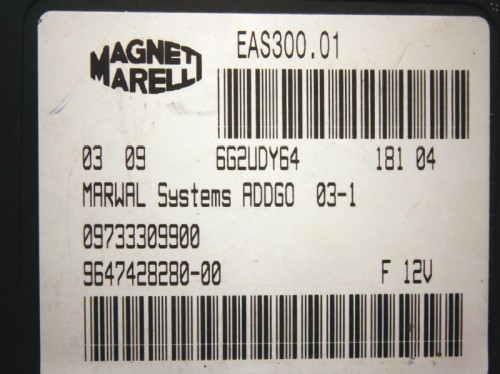 MAGNETI MARELLI
EAS300.01
03 09 6G2UDY64 181 04
MARWAL Systems ADDGO 03-1
09733309900
9647428280-00 F 12V